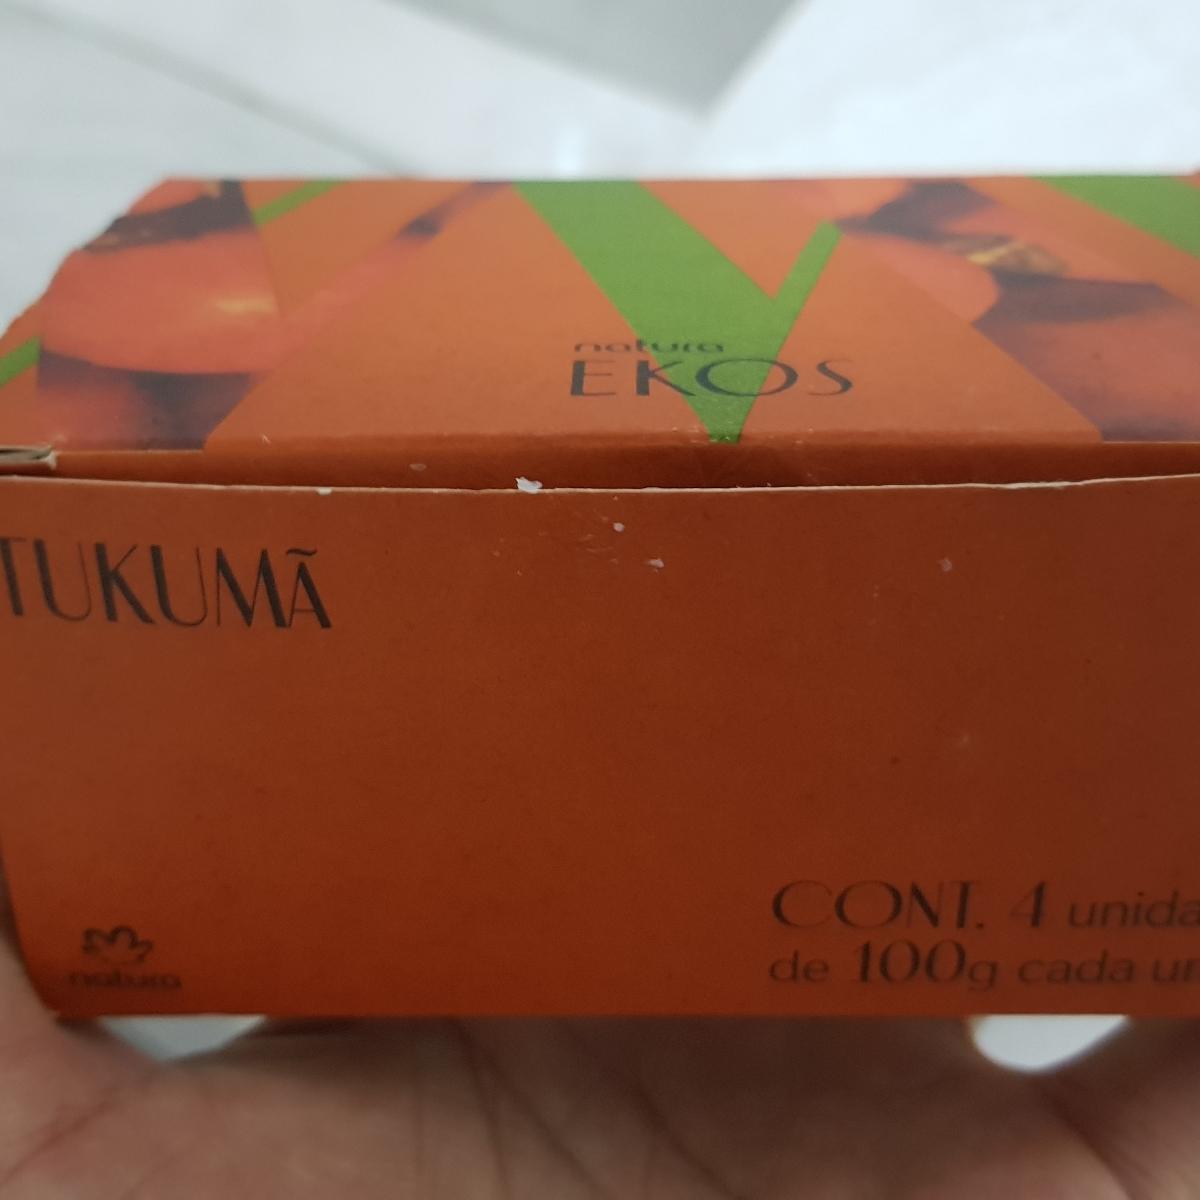 natura
EKOS
TUKUMÃ
CONT. 4 unida
de 100g cada un
natura